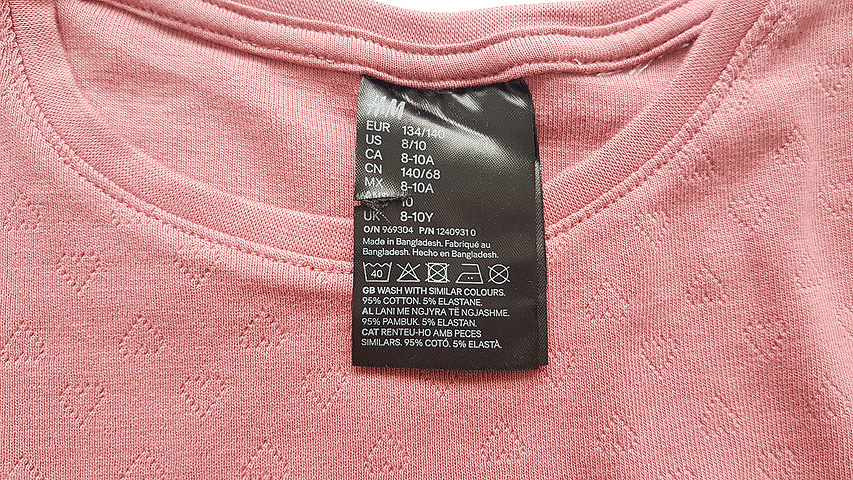 H&M
EUR 134/140
US 8/10
CA 8-10A
CN 140/68
MX 8-10A
10
UK 8-10Y
O/N 969304 P/N 1240931 0
Made in Bangladesh. Fabriqué au
Bangladesh. Hecho en Bangladesh.
40
GB WASH WITH SIMILAR COLOURS.
95% COTTON. 5% ELASTANE.
AL LANI ME NGJYRA TË NGJASHME.
95% PAMBUK. 5% ELASTAN.
CAT RENTEU-HO AMB PECES
SIMILARS. 95% COTÓ. 5% ELASTÀ.